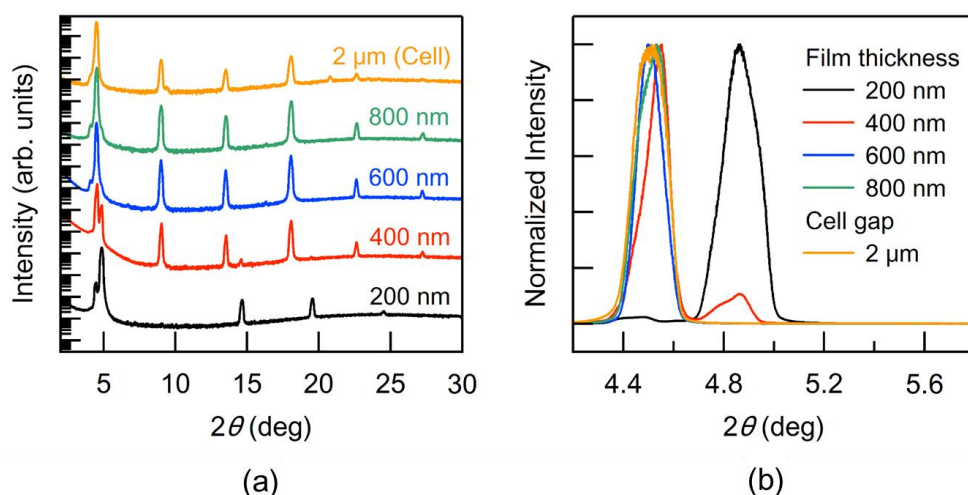 Intensity (arb. units)
2 µm (Cell)
800 nm
600 nm
400 nm
200 nm
5 10 15 20 25 30
2θ (deg)
(a)
Normalized Intensity
Film thickness
200 nm
400 nm
600 nm
800 nm
Cell gap
2 µm
4.4 4.8 5.2 5.6
2θ (deg)
(b)